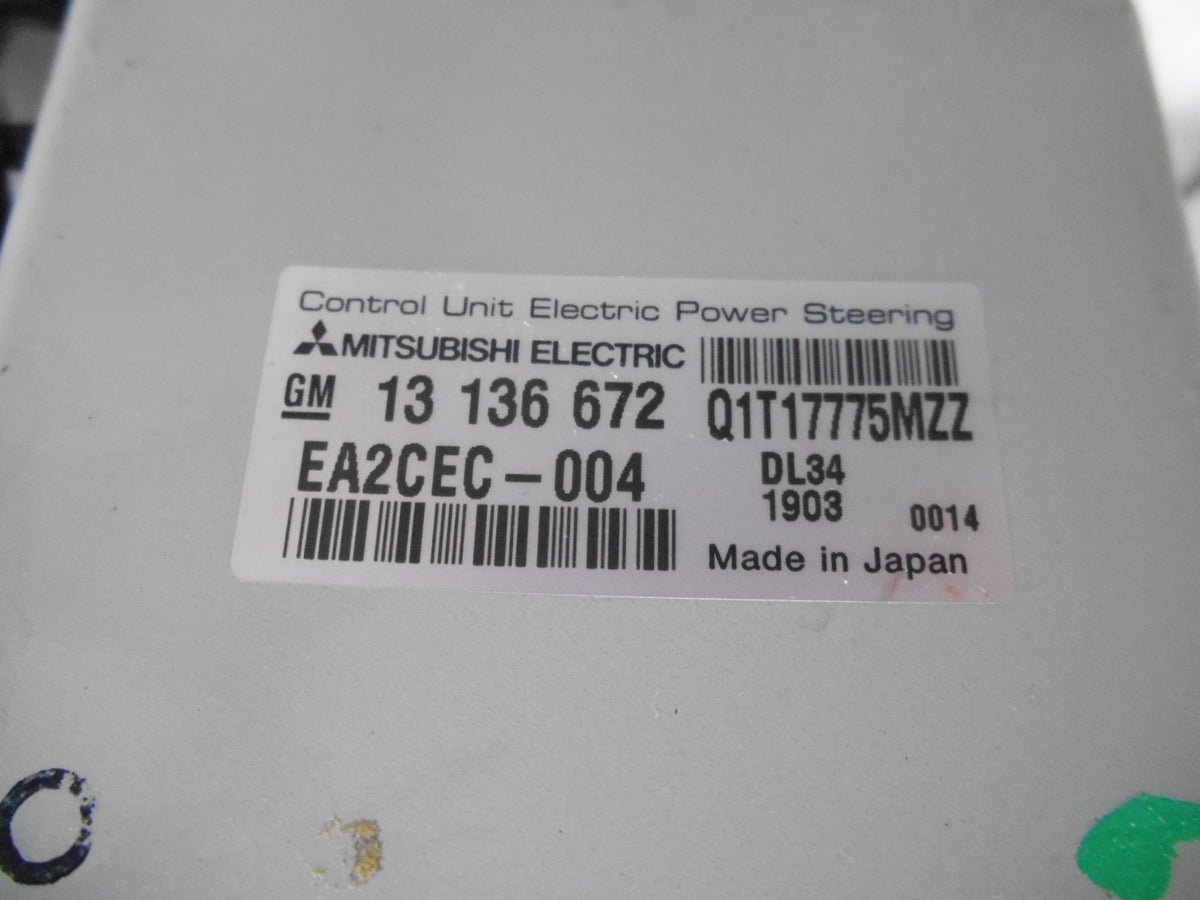 Control Unit Electric Power Steering
MITSUBISHI ELECTRIC
GM 13 136 672
Q1T17775MZZ
EA2CEC-004
DL34
1903 0014
Made in Japan